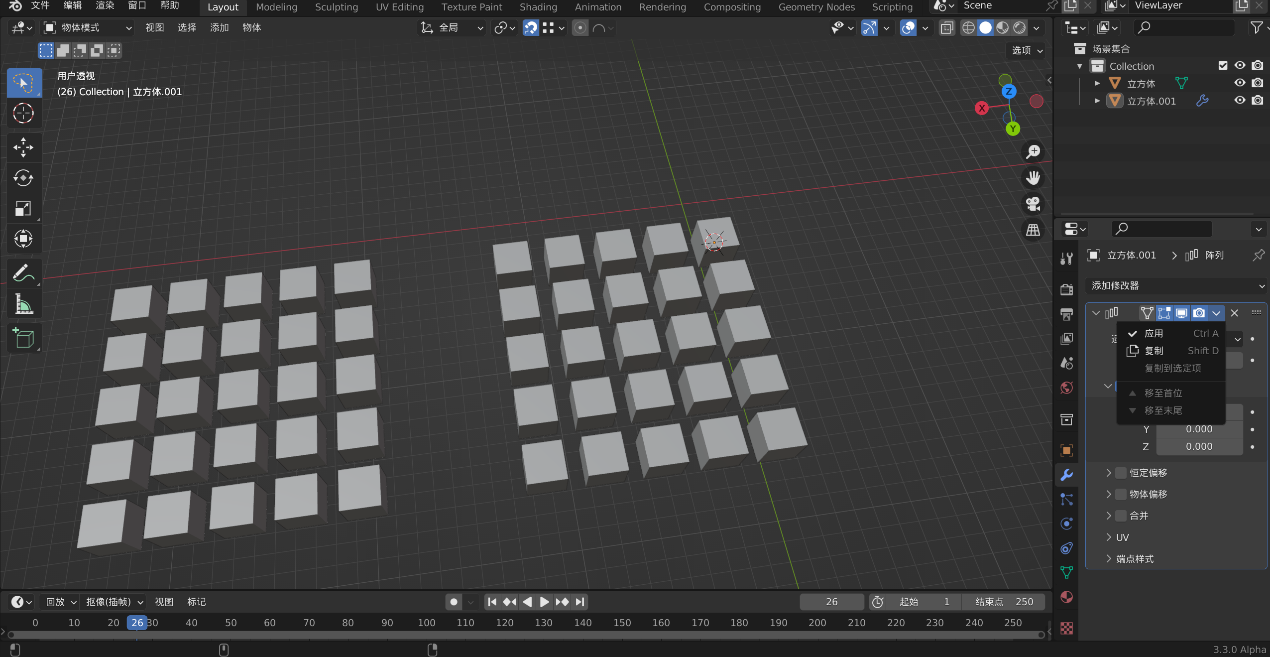 文件 编辑 渲染 窗口 帮助 Layout Modeling Sculpting UV Editing Texture Paint Shading Animation Rendering Compositing Geometry Nodes Scripting Scene ViewLayer
物体模式 视图 选择 添加 物体 全局
选项
用户透视
(26) Collection | 立方体.001
Z
X
Y
场景集合
Collection
立方体
立方体.001
立方体.001 阵列
添加修改器
应用 Ctrl A
复制 Shift D
复制到选定项
移至首位
移至末尾
Y 0.000
Z 0.000
恒定偏移
物体偏移
合并
UV
端点样式
回放 抠像(插帧) 视图 标记 26 起始 1 结束点 250
0 10 20 26 30 40 50 60 70 80 90 100 110 120 130 140 150 160 170 180 190 200 210 220 230 240 250
3.3.0 Alpha